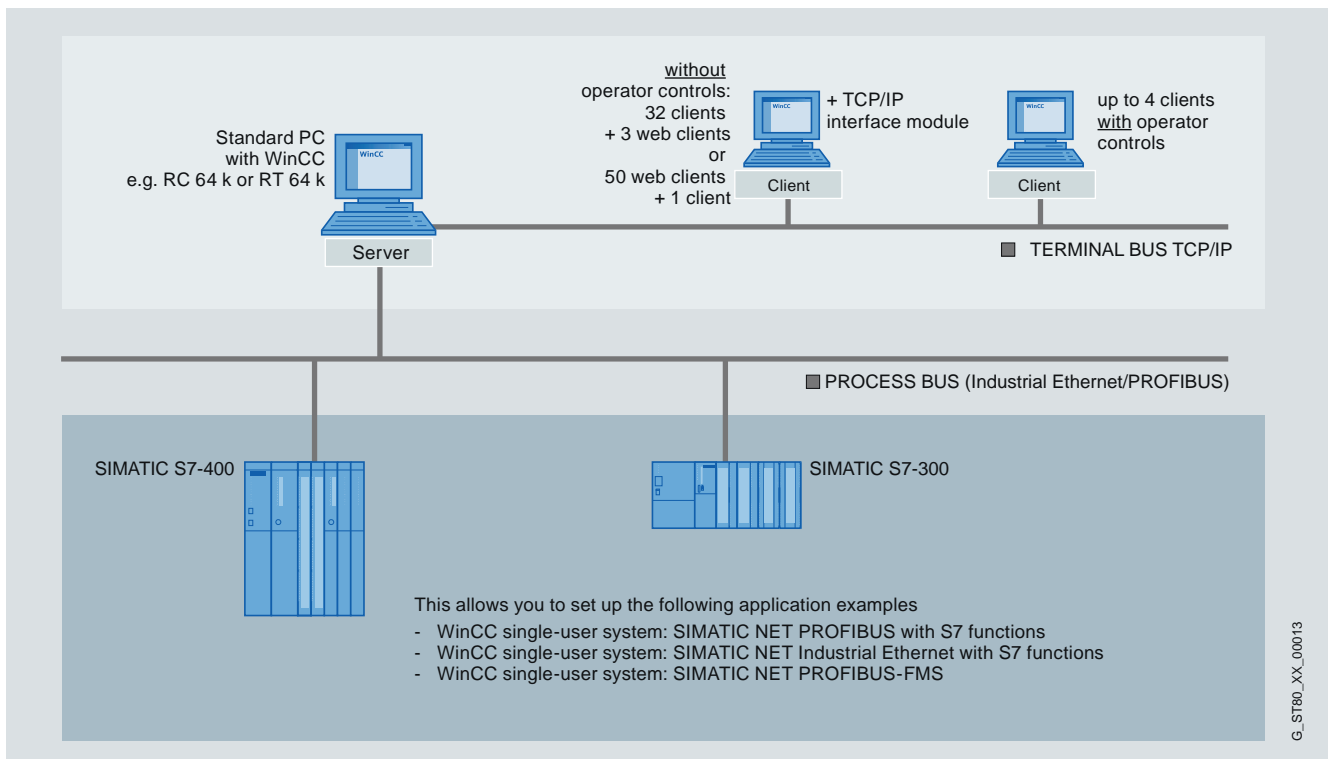 without
operator controls:
32 clients
+ 3 web clients
or
50 web clients
+ 1 client
WinCC
+ TCP/IP
interface module
Client
WinCC
up to 4 clients
with operator
controls
Client
Standard PC
with WinCC
e.g. RC 64 k or RT 64 k
WinCC
Server
TERMINAL BUS TCP/IP
PROCESS BUS (Industrial Ethernet/PROFIBUS)
SIMATIC S7-400
SIMATIC S7-300
This allows you to set up the following application examples
- WinCC single-user system: SIMATIC NET PROFIBUS with S7 functions
- WinCC single-user system: SIMATIC NET Industrial Ethernet with S7 functions
- WinCC single-user system: SIMATIC NET PROFIBUS-FMS
G_ST80_XX_00013